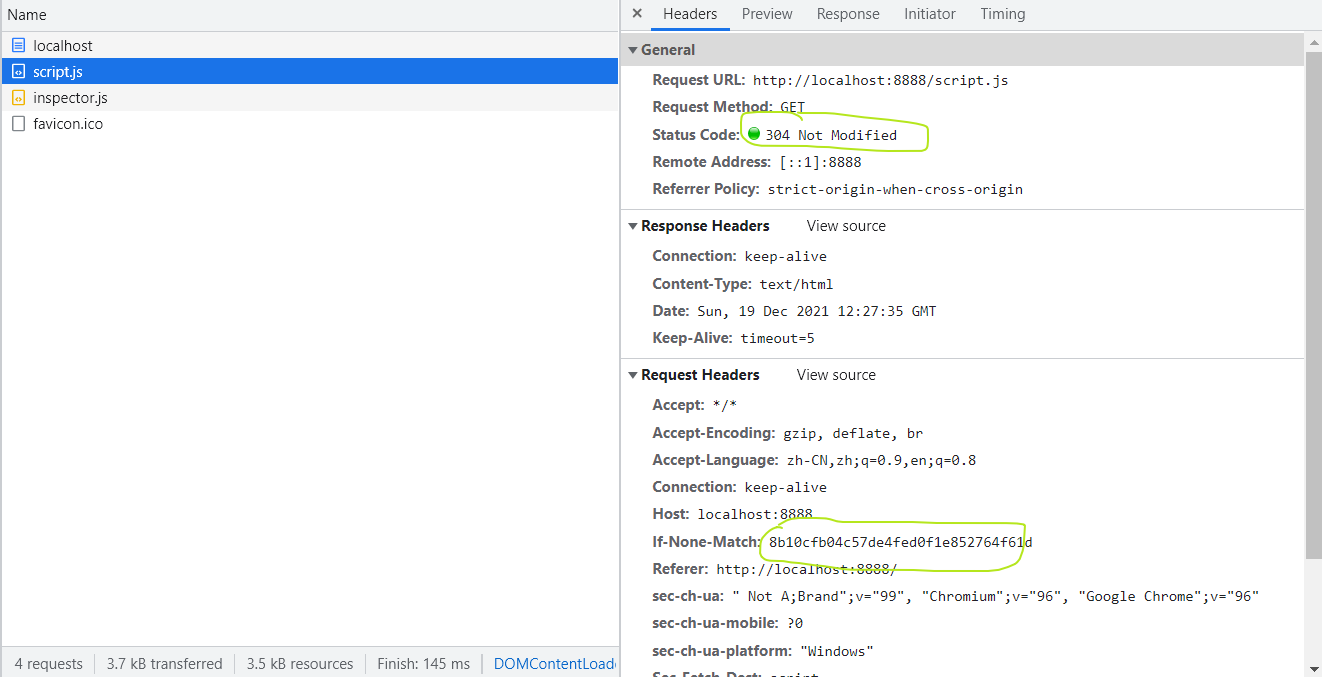 Name
localhost
script.js
inspector.js
favicon.ico
4 requests 3.7 kB transferred 3.5 kB resources Finish: 145 ms DOMContentLoade
× Headers Preview Response Initiator Timing
General
Request URL: http://localhost:8888/script.js
Request Method: GET
Status Code: 304 Not Modified
Remote Address: [::1]:8888
Referrer Policy: strict-origin-when-cross-origin
Response Headers View source
Connection: keep-alive
Content-Type: text/html
Date: Sun, 19 Dec 2021 12:27:35 GMT
Keep-Alive: timeout=5
Request Headers View source
Accept: */*
Accept-Encoding: gzip, deflate, br
Accept-Language: zh-CN,zh;q=0.9,en;q=0.8
Connection: keep-alive
Host: localhost:8888
If-None-Match: 8b10cfb04c57de4fed0f1e852764f61d
Referer: http://localhost:8888/
sec-ch-ua: " Not A;Brand";v="99", "Chromium";v="96", "Google Chrome";v="96"
sec-ch-ua-mobile: ?0
sec-ch-ua-platform: "Windows"
Sec-Fetch-Dest: script